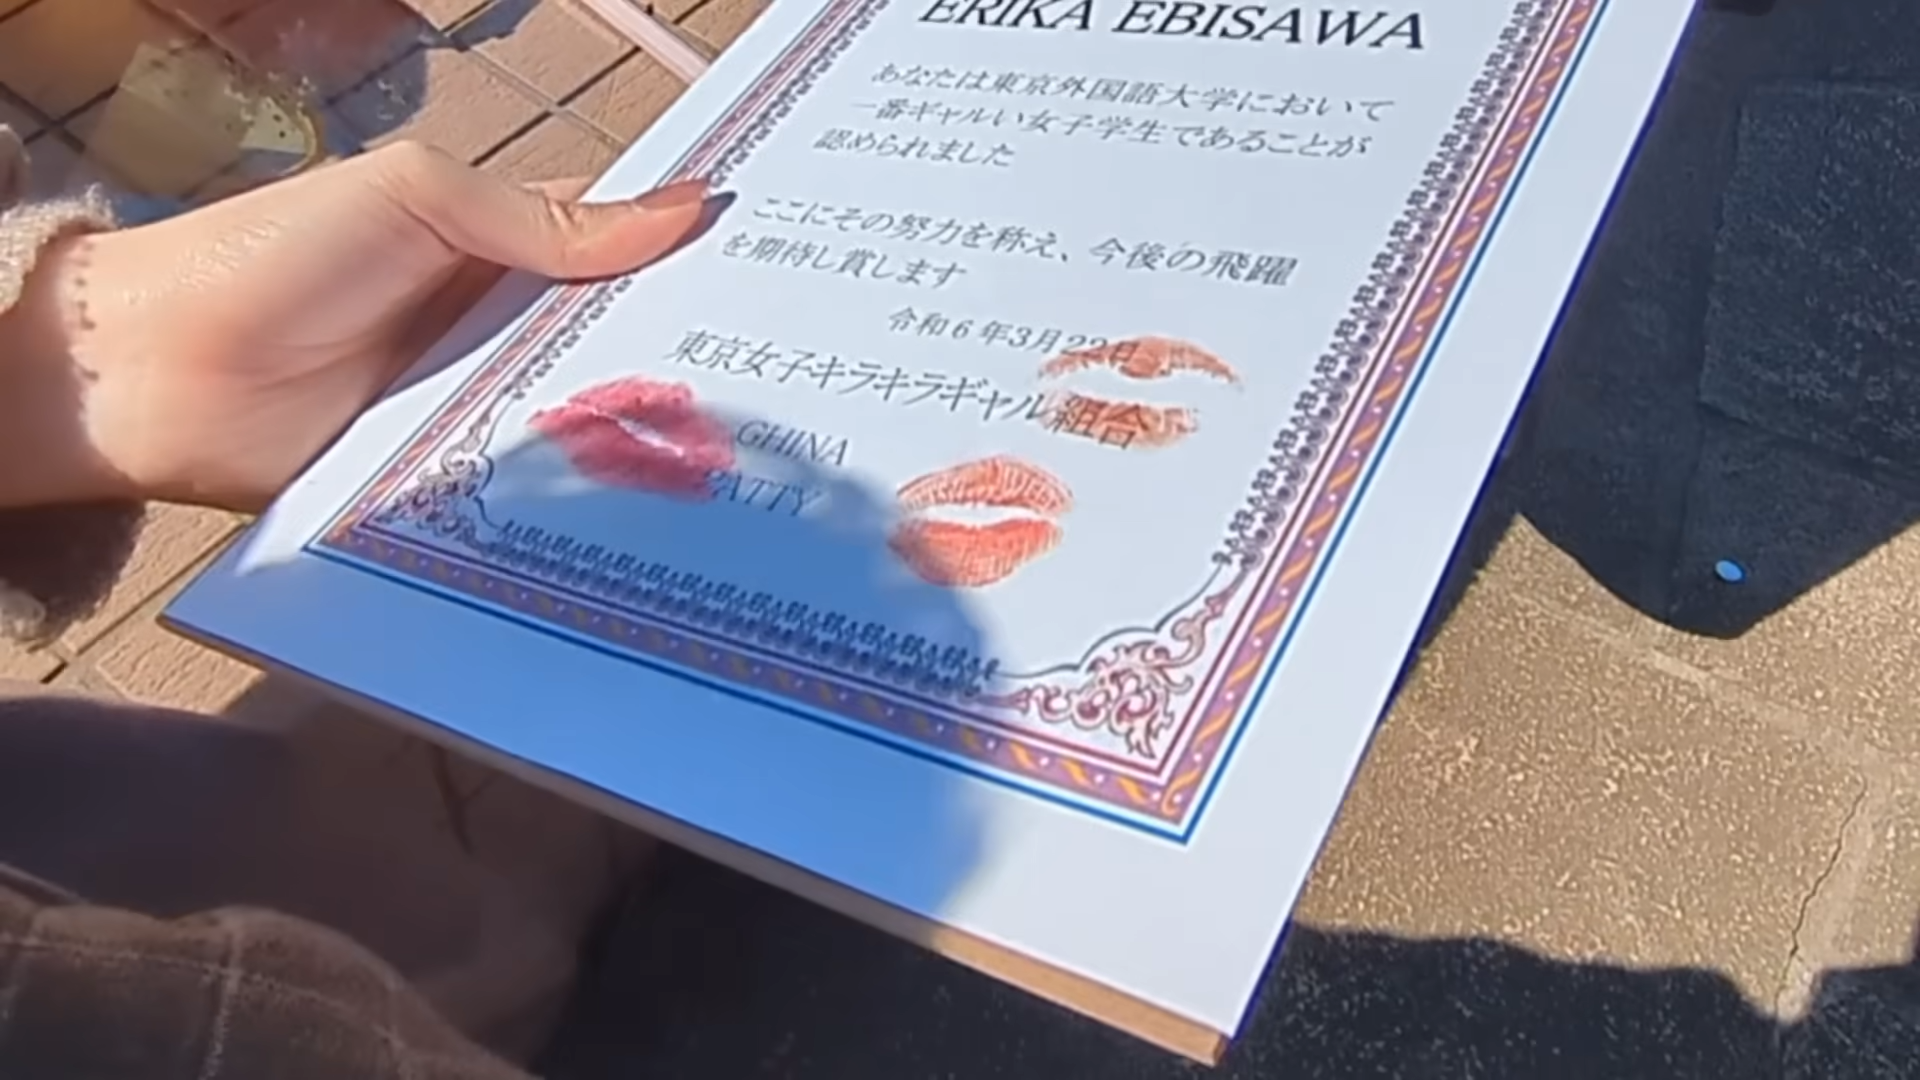 ERIKA EBISAWA
あなたは東京外国語大学において
一番ギャルい女子学生であることが
認められました
ここにその努力を称え、今後の飛躍
を期待し賞します
令和6年3月22日
東京女子キラキラギャル組合
GHINA
PATTY